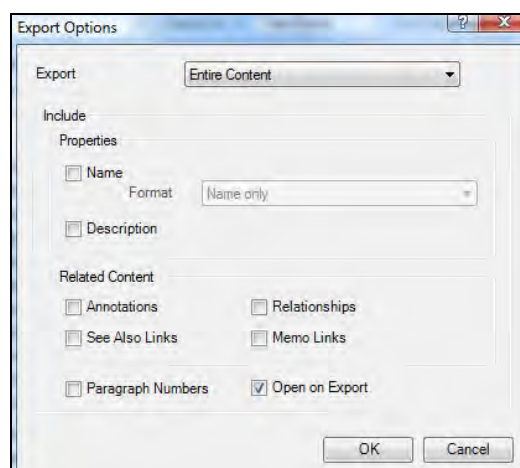 Export Options
Export Entire Content
Include
Properties
Name
Format Name only
Description
Related Content
Annotations Relationships
See Also Links Memo Links
Paragraph Numbers Open on Export
OK Cancel